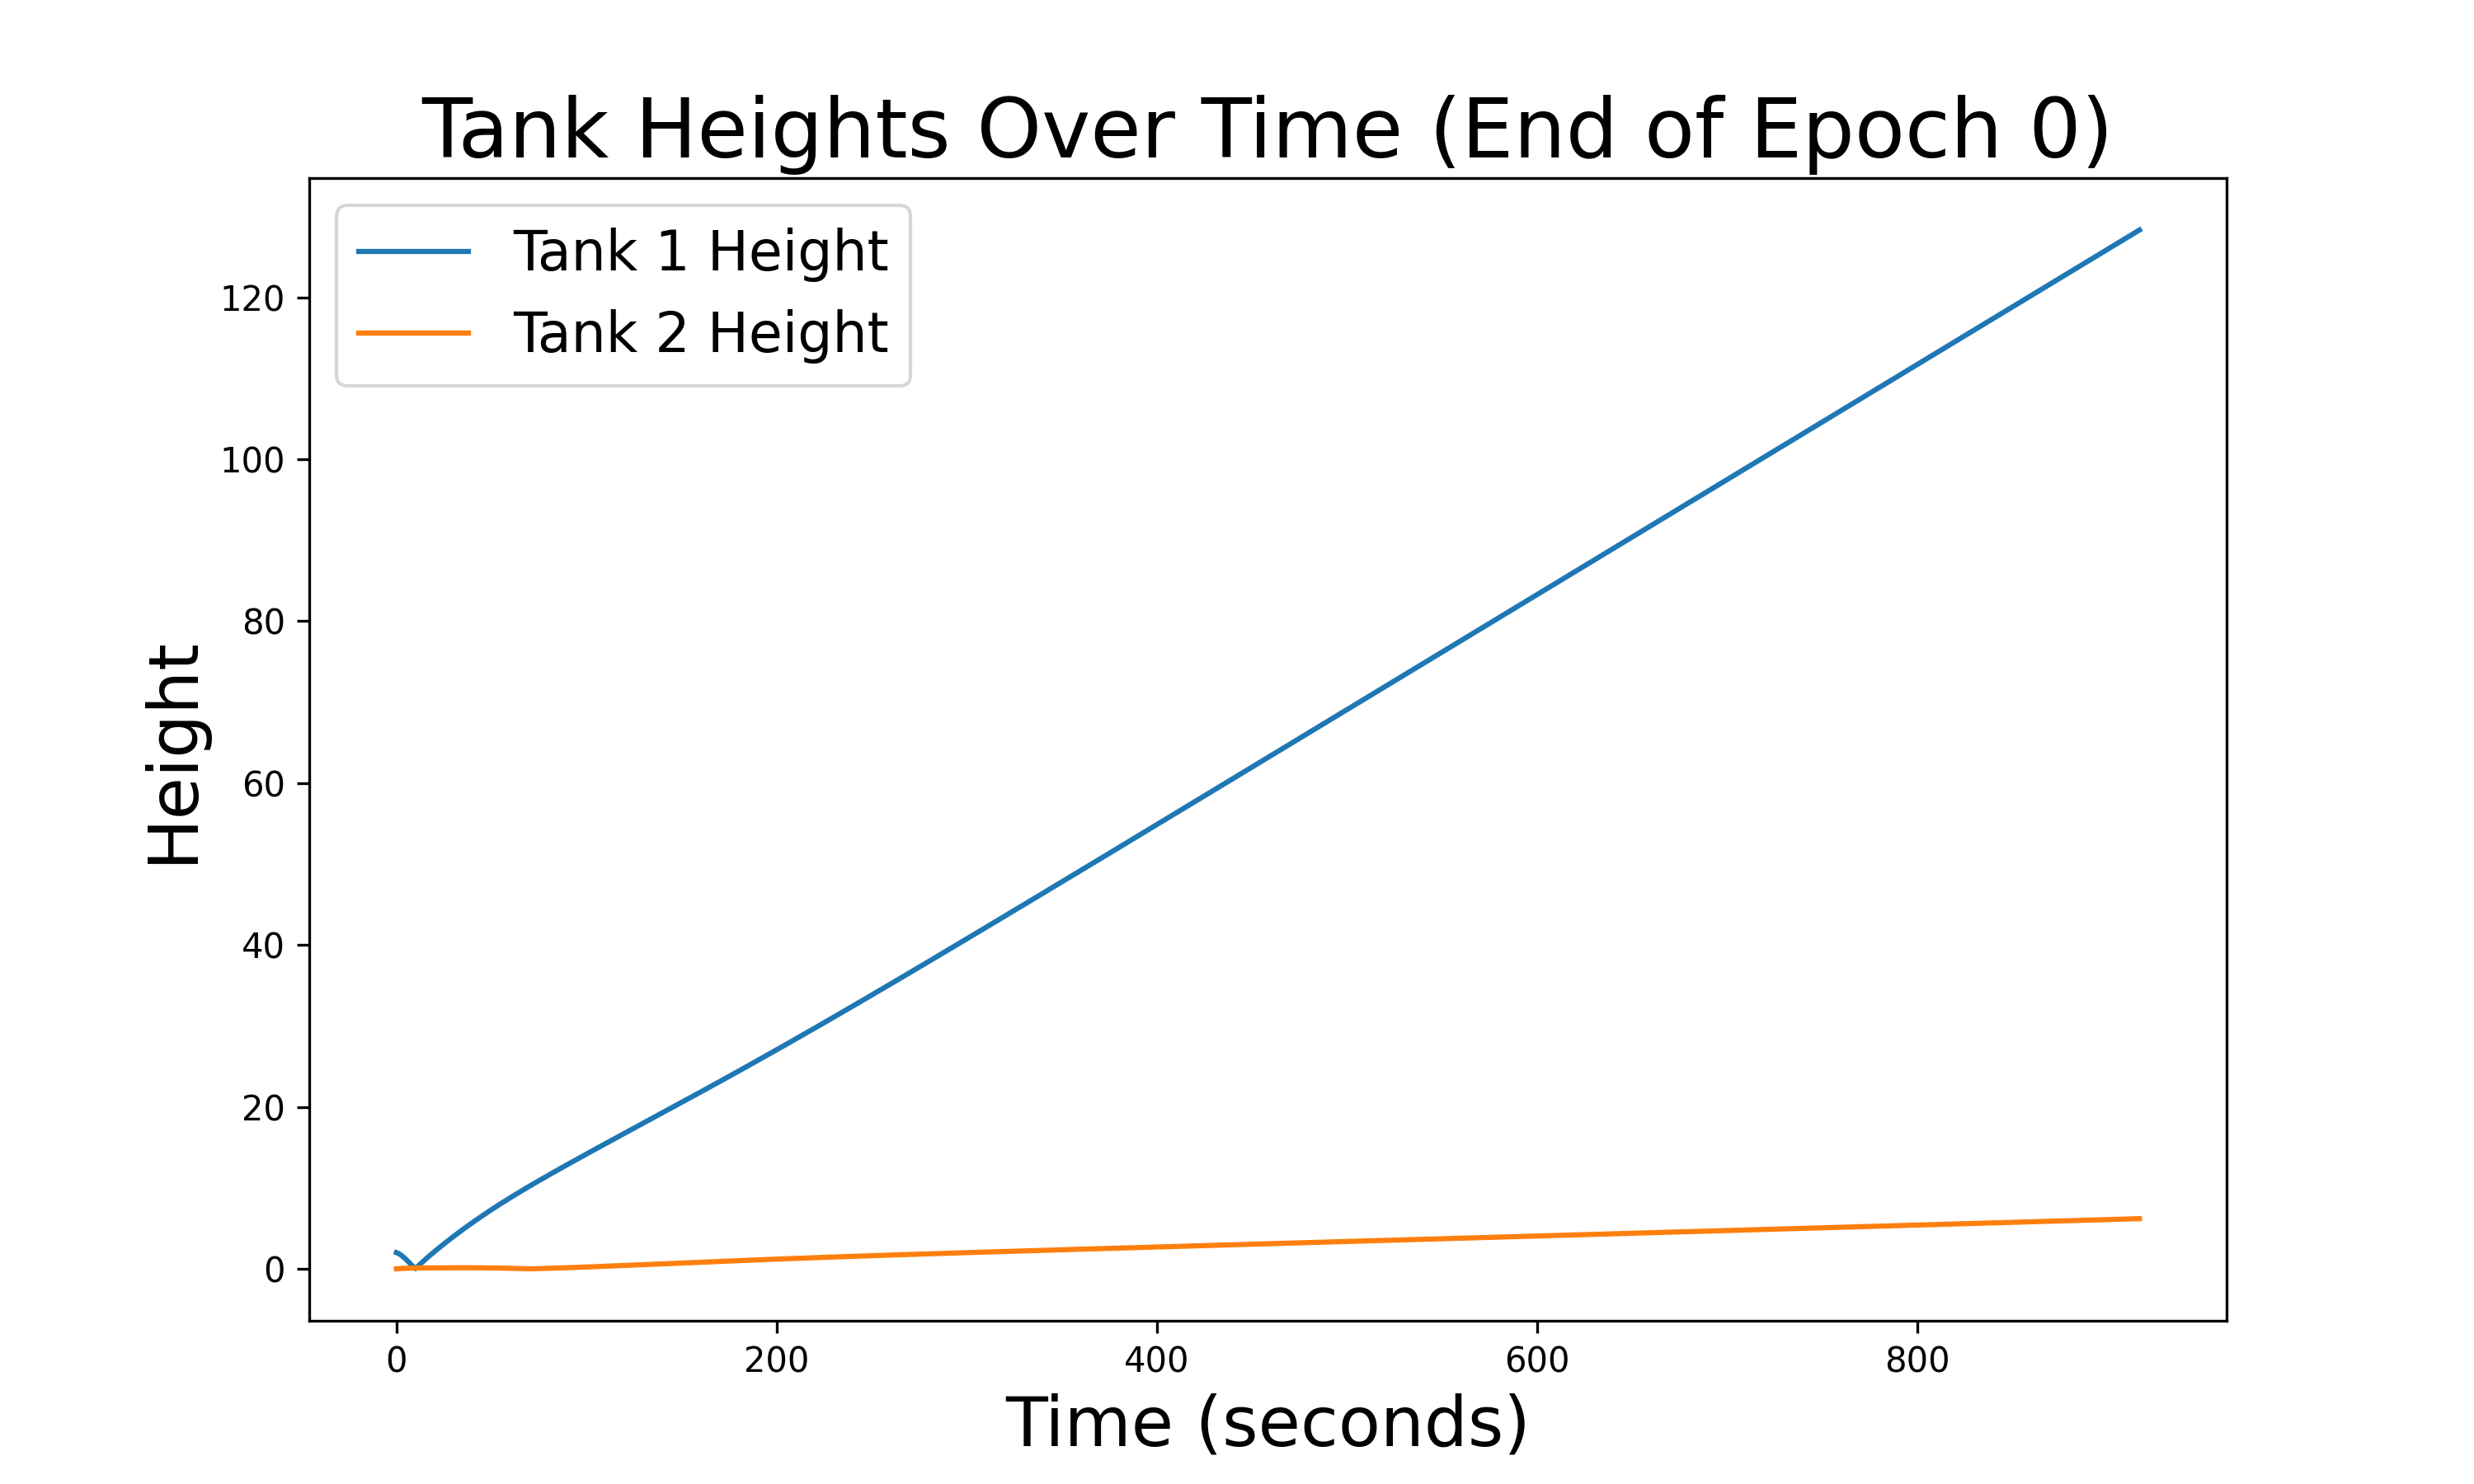 Tank Heights Over Time (End of Epoch 0)
Tank 1 Height
Tank 2 Height
Height
120
100
80
60
40
20
0
0 200 400 600 800
Time (seconds)